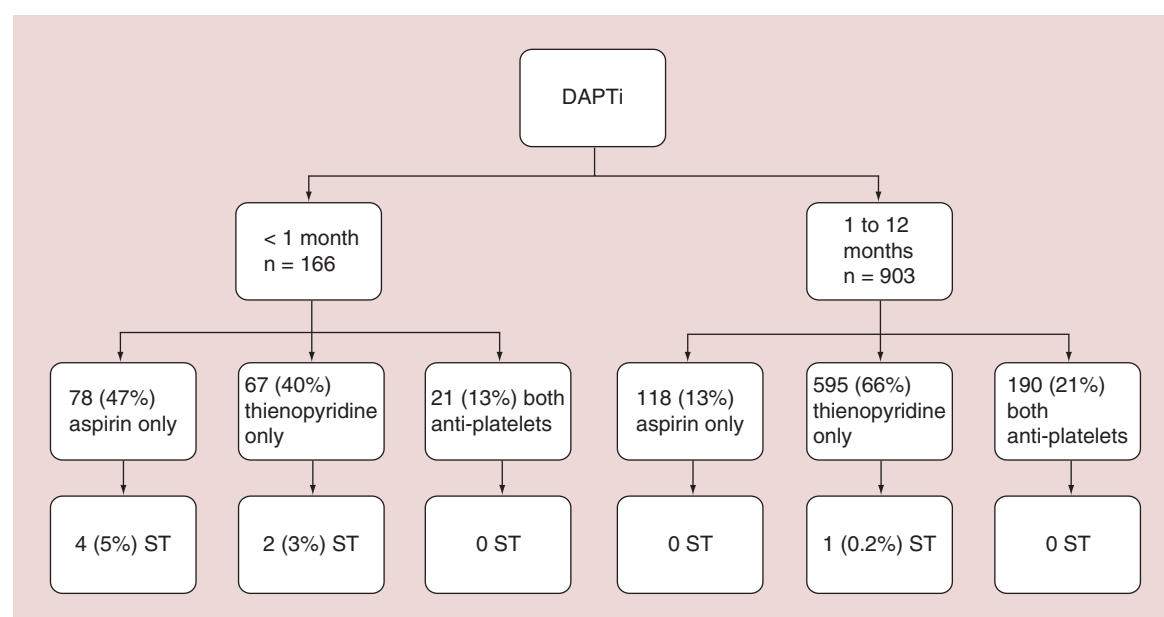 DAPTi
< 1 month
n = 166
1 to 12
months
n = 903
78 (47%)
aspirin only
67 (40%)
thienopyridine
only
21 (13%) both
anti-platelets
118 (13%)
aspirin only
595 (66%)
thienopyridine
only
190 (21%)
both
anti-platelets
4 (5%) ST
2 (3%) ST
0 ST
0 ST
1 (0.2%) ST
0 ST